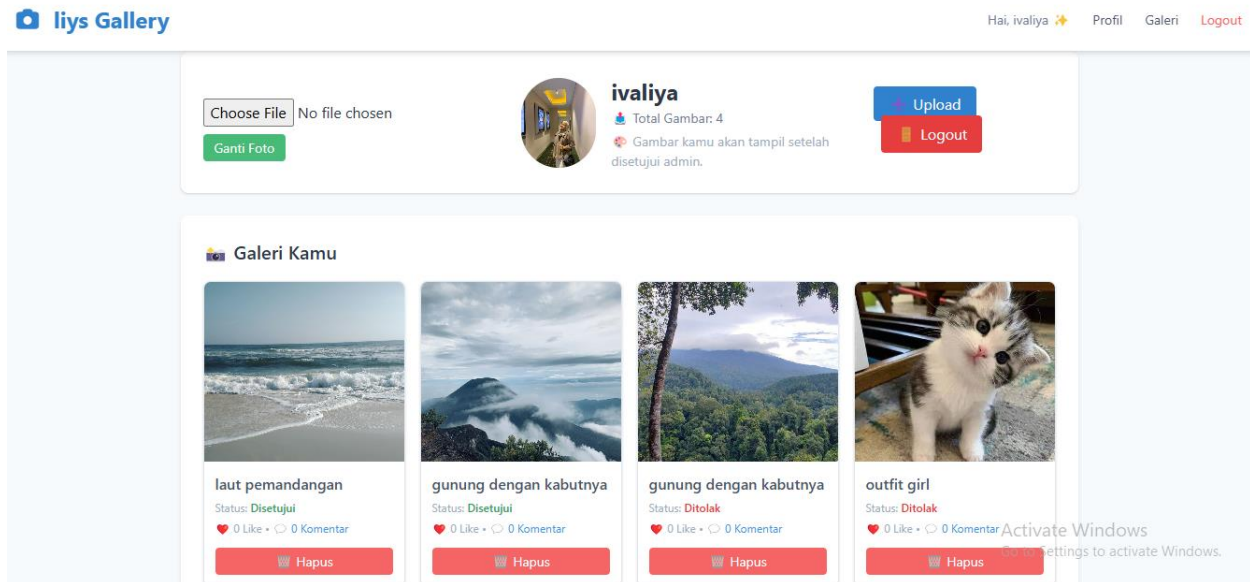 liys Gallery
Hai, ivaliya ✨ Profil Galeri Logout
Choose File No file chosen
Ganti Foto
ivaliya
Total Gambar: 4
Gambar kamu akan tampil setelah
disetujui admin.
Upload
Logout
Galeri Kamu
laut pemandangan
Status: Disetujui
0 Like • 0 Komentar
Hapus
gunung dengan kabutnya
Status: Disetujui
0 Like • 0 Komentar
Hapus
gunung dengan kabutnya
Status: Ditolak
0 Like • 0 Komentar
Hapus
outfit girl
Status: Ditolak
0 Like • 0 Komentar
Hapus
Activate Windows
Go to Settings to activate Windows.